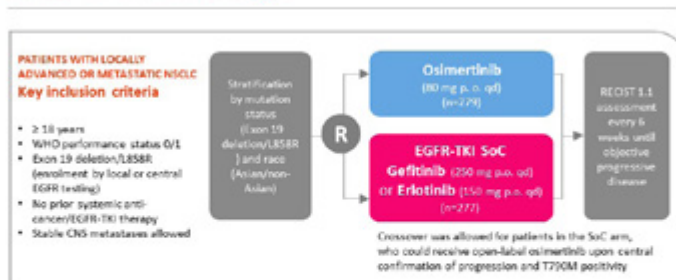 PATIENTS WITH LOCALLY
ADVANCED OR METASTATIC NSCLC
Key inclusion criteria
• ≥ 18 years
• WHO performance status 0/1
• Exon 19 deletion/L858R
(enrolment by local or central
EGFR testing)
• No prior systemic anti-
cancer/EGFR-TKI therapy
• Stable CNS metastases allowed
Stratification
by mutation
status
(Exon 19
deletion/L858R
) and race
(Asian/non-
Asian)
R
Osimertinib
(80 mg p.o. qd)
(n=279)
EGFR-TKI SoC
Gefitinib (250 mg p.o. qd)
or Erlotinib (150 mg p.o. qd)
(n=277)
RECIST 1.1
assessment
every 6
weeks until
objective
progressive
disease
Crossover was allowed for patients in the SoC arm,
who could receive open-label osimertinib upon central
confirmation of progression and T790M positivity